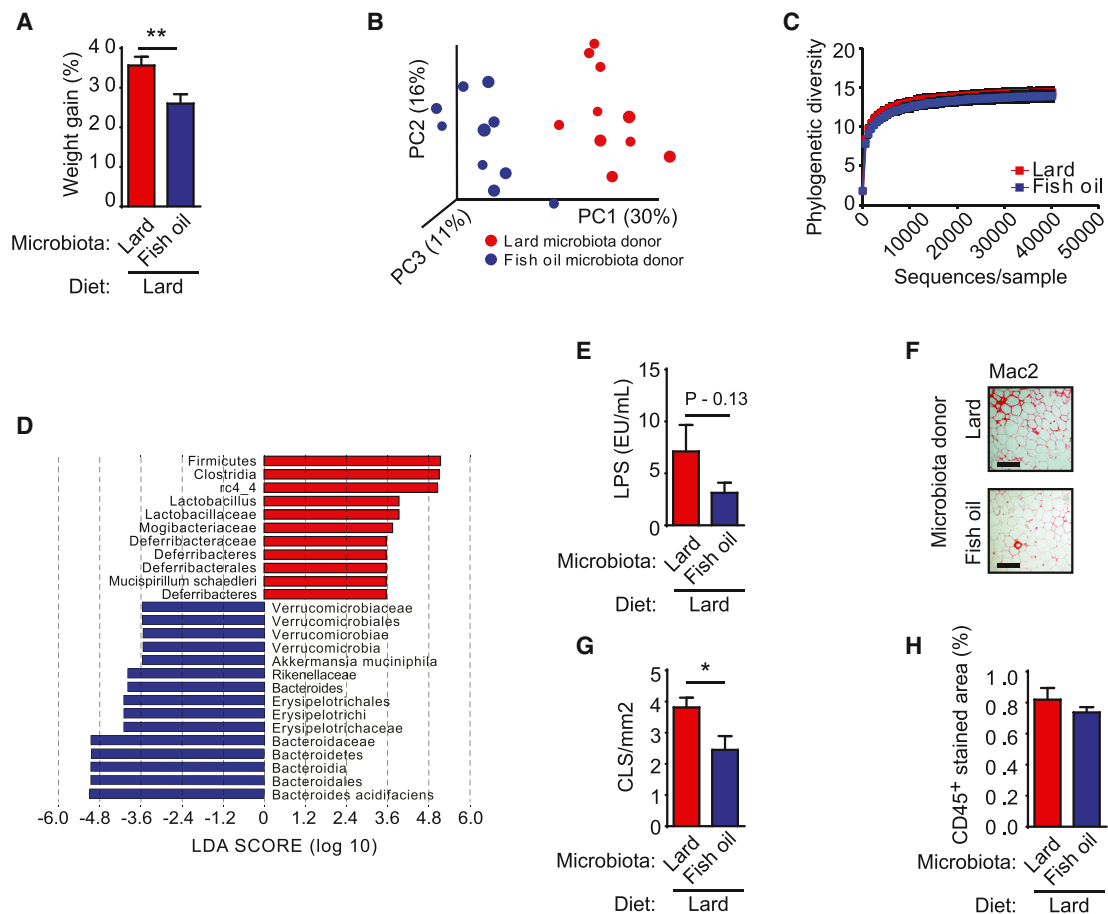 A
**
Weight gain (%)
40
30
20
10
0
Microbiota:
Lard
Fish oil
Diet:
Lard
B
PC2 (16%)
PC1 (30%)
PC3 (11%)
Lard microbiota donor
Fish oil microbiota donor
C
Phylogenetic diversity
20
15
10
5
0
Lard
Fish oil
0
10000
20000
30000
40000
50000
Sequences/sample
D
Firmicutes
Clostridia
rc4_4
Lactobacillus
Lactobacillaceae
Mogibacteriaceae
Deferribacteraceae
Deferribacteres
Deferribacterales
Mucispirillum schaedleri
Deferribacteres
Verrucomicrobiaceae
Verrucomicrobiales
Verrucomicrobiae
Verrucomicrobia
Akkermansia muciniphila
Rikenellaceae
Bacteroides
Erysipelotrichales
Erysipelotrichi
Erysipelotrichaceae
Bacteroidaceae
Bacteroidetes
Bacteroidia
Bacteroidales
Bacteroides acidifaciens
-6.0 -4.8 -3.6 -2.4 -1.2 0 1.2 2.4 3.6 4.8 6.0
LDA SCORE (log 10)
E
P - 0.13
LPS (EU/mL)
15
10
5
0
Microbiota:
Lard
Fish oil
Diet:
Lard
F
Mac2
Microbiota donor
Lard
Fish oil
G
*
CLS/mm2
5
4
3
2
1
0
Microbiota:
Lard
Fish oil
Diet:
Lard
H
CD45+ stained area (%)
1.0
0.8
0.6
0.4
0.2
0
Microbiota:
Lard
Fish oil
Diet:
Lard